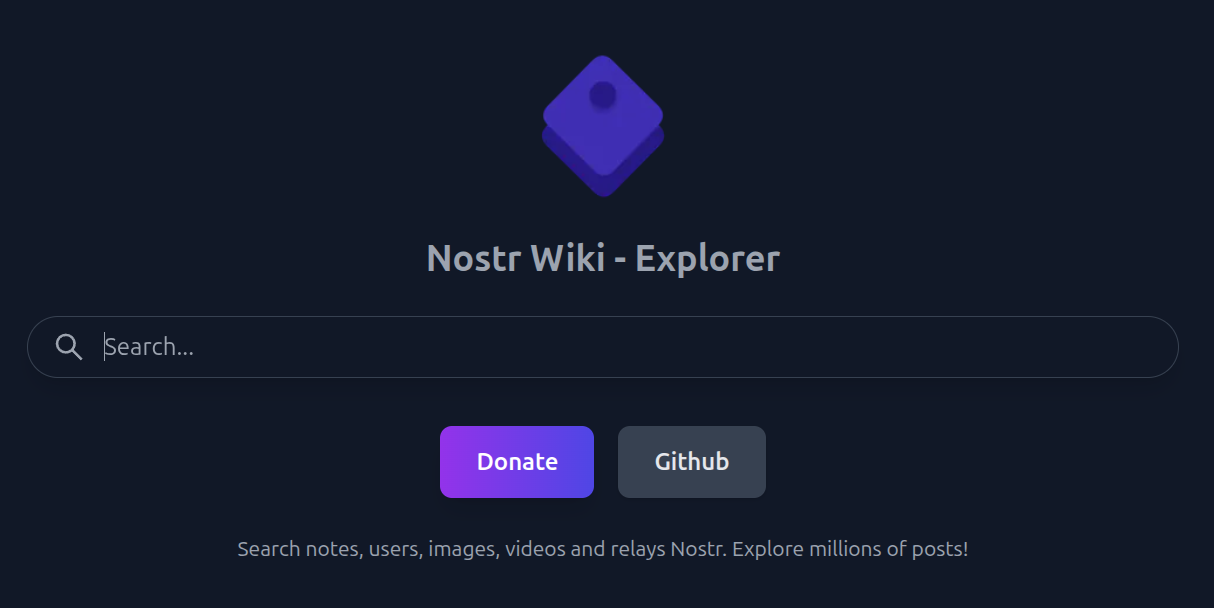 Nostr Wiki - Explorer
Search...
Donate
Github
Search notes, users, images, videos and relays Nostr. Explore millions of posts!